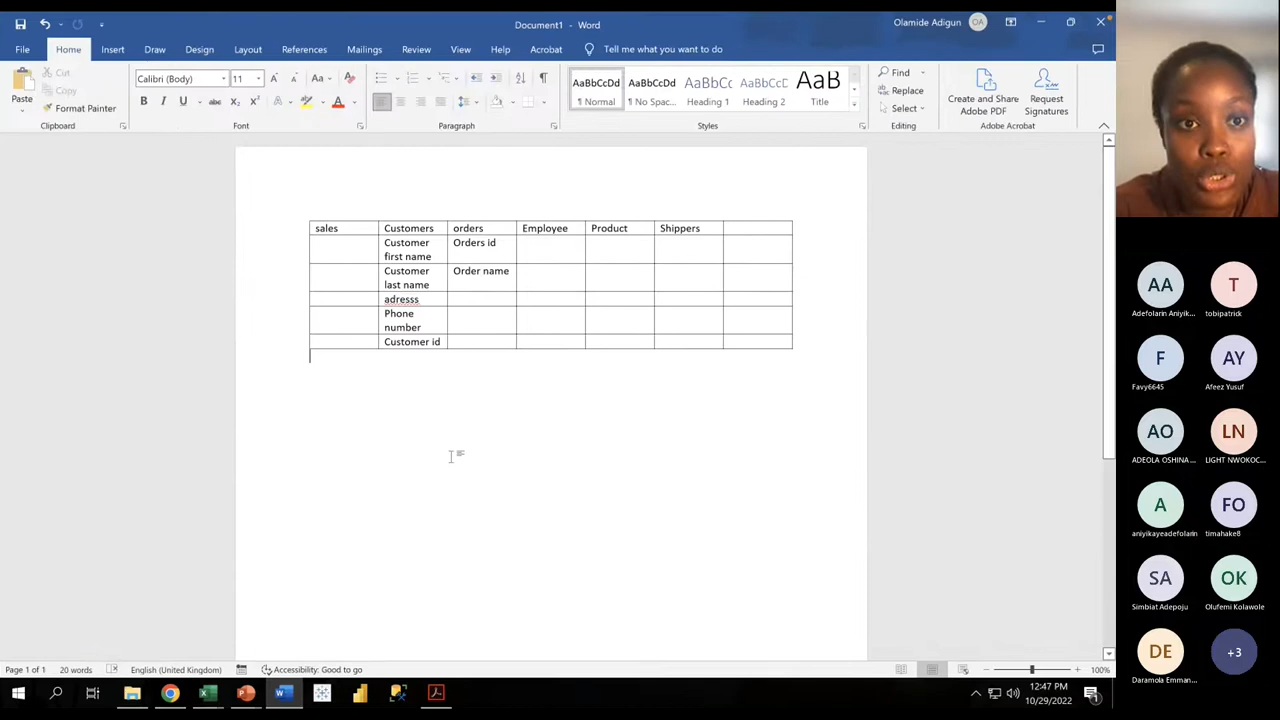 Document1 - Word
Olamide Adigun
OA
File Home Insert Draw Design Layout References Mailings Review View Help Acrobat Tell me what you want to do
Paste
Cut
Copy
Format Painter
Clipboard
Calibri (Body) 11
Font
Paragraph
AaBbCcDd
¶ Normal
AaBbCcDd
¶ No Spac...
AaBbCc
Heading 1
AaBbCcC
Heading 2
AaB
Title
Styles
Find
Replace
Select
Editing
Create and Share
Adobe PDF
Request
Signatures
Adobe Acrobat
sales Customers orders Employee Product Shippers
Customer
first name
Orders id
Customer
last name
Order name
adresss
Phone
number
Customer id
AA
Adefolarin Aniyik...
T
tobipatrick
F
Favy6645
AY
Afeez Yusuf
AO
ADEOLA OSHINA...
LN
LIGHT NWOKOC...
A
aniyikayeadefolarin
FO
timahake8
SA
Simbiat Adepoju
OK
Olufemi Kolawole
DE
Daramola Emman...
+3
Page 1 of 1 20 words English (United Kingdom) Accessibility: Good to go 100%
12:47 PM
10/29/2022